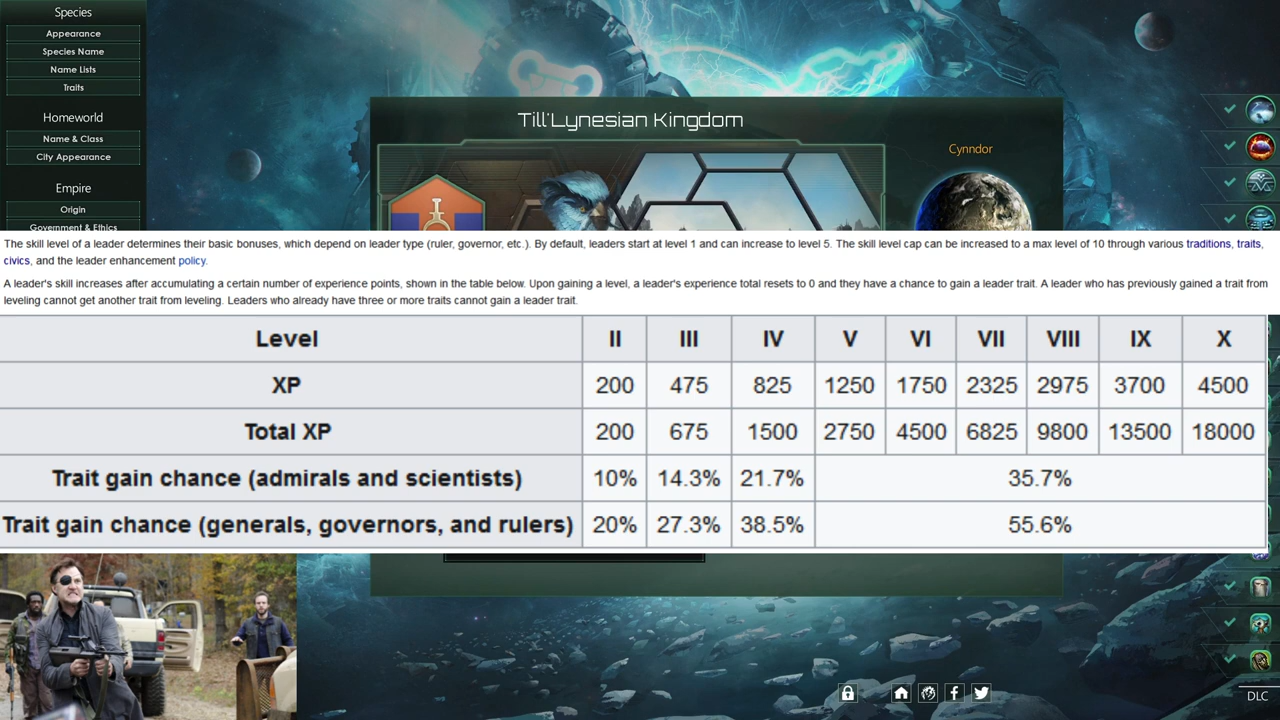 Species
Appearance
Species Name
Name Lists
Traits
Homeworld
Name & Class
City Appearance
Empire
Origin
Government & Ethics
Till'Lynesian Kingdom
Cynndor
The skill level of a leader determines their basic bonuses, which depend on leader type (ruler, governor, etc.). By default, leaders start at level 1 and can increase to level 5. The skill level cap can be increased to a max level of 10 through various traditions, traits,
civics, and the leader enhancement policy.
A leader's skill increases after accumulating a certain number of experience points, shown in the table below. Upon gaining a level, a leader's experience total resets to 0 and they have a chance to gain a leader trait. A leader who has previously gained a trait from
leveling cannot get another trait from leveling. Leaders who already have three or more traits cannot gain a leader trait.
Level II III IV V VI VII VIII IX X
XP 200 475 825 1250 1750 2325 2975 3700 4500
Total XP 200 675 1500 2750 4500 6825 9800 13500 18000
Trait gain chance (admirals and scientists) 10% 14.3% 21.7% 35.7%
Trait gain chance (generals, governors, and rulers) 20% 27.3% 38.5% 55.6%
DLC